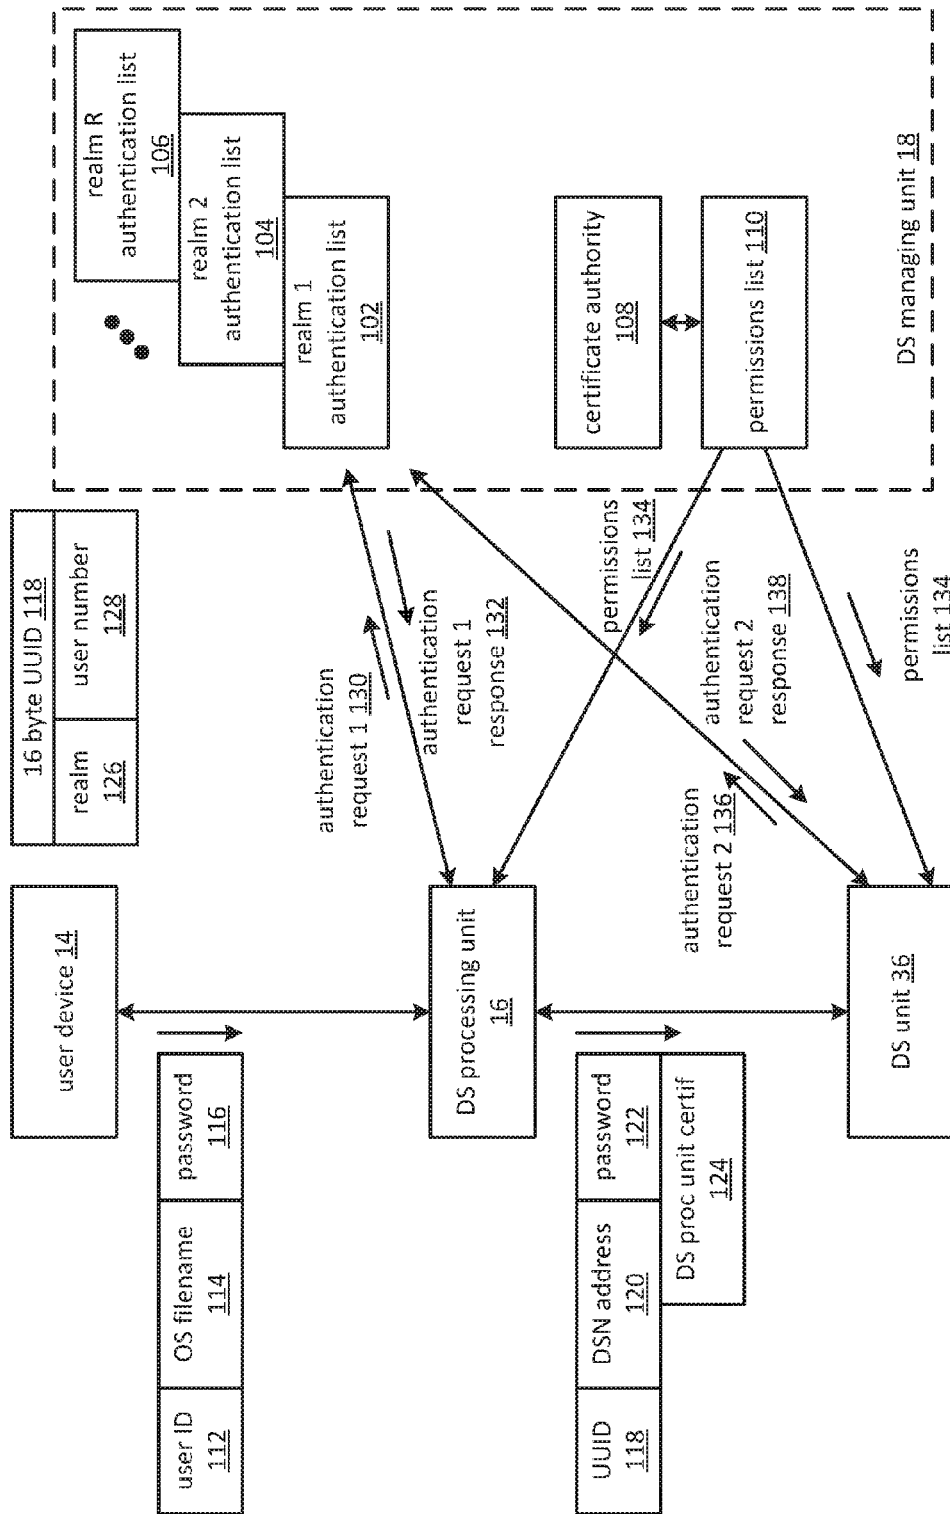 user device 14
16 byte UUID 118
realm
126
user number
128
user ID
112
OS filename
114
password
116
DS processing unit
16
authentication
request 1 130
authentication
request 1
response 132
realm R
authentication list
106
realm 2
authentication list
104
realm 1
authentication list
102
UUID
118
DSN address
120
password
122
DS proc unit certif
124
permissions
list 134
authentication
request 2 136
authentication
request 2
response 138
certificate authority
108
permissions list 110
DS unit 36
permissions
list 134
DS managing unit 18